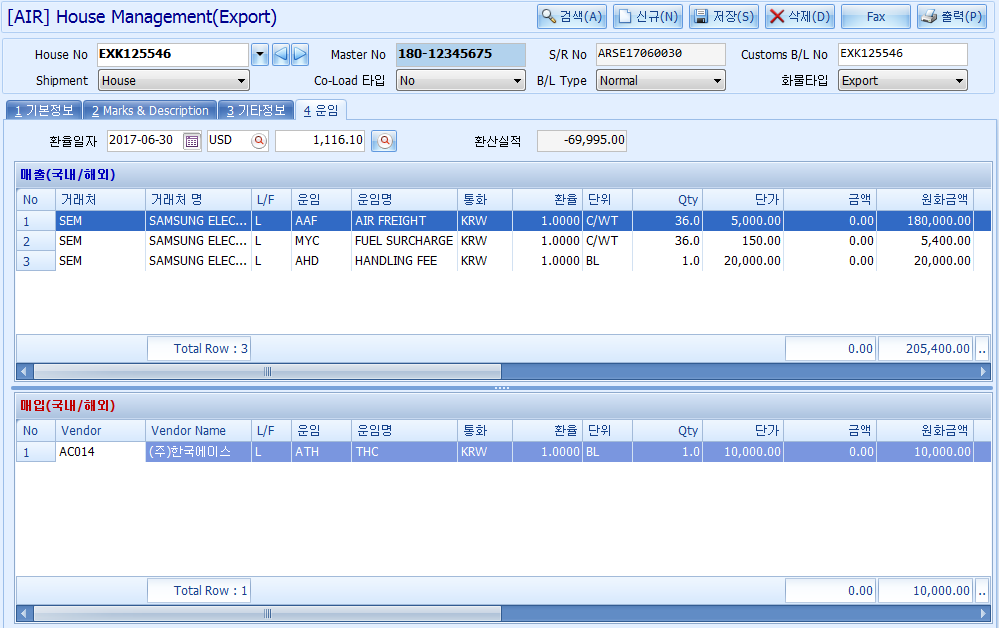 [AIR] House Management(Export) 검색(A) 신규(N) 저장(S) 삭제(D) Fax 출력(P)
House No EXK125546 Master No 180-12345675 S/R No ARSE17060030 Customs B/L No EXK125546
Shipment House Co-Load 타입 No B/L Type Normal 화물타입 Export
1 기본정보 2 Marks & Description 3 기타정보 4 운임
환율일자 2017-06-30 USD 1,116.10 환산실적 -69,995.00
매출(국내/해외)
No 거래처 거래처 명 L/F 운임 운임명 통화 환율 단위 Qty 단가 금액 원화금액
1 SEM SAMSUNG ELEC... L AAF AIR FREIGHT KRW 1.0000 C/WT 36.0 5,000.00 0.00 180,000.00
2 SEM SAMSUNG ELEC... L MYC FUEL SURCHARGE KRW 1.0000 C/WT 36.0 150.00 0.00 5,400.00
3 SEM SAMSUNG ELEC... L AHD HANDLING FEE KRW 1.0000 BL 1.0 20,000.00 0.00 20,000.00
Total Row : 3 0.00 205,400.00 ..
매입(국내/해외)
No Vendor Vendor Name L/F 운임 운임명 통화 환율 단위 Qty 단가 금액 원화금액
1 AC014 (주)한국에이스 L ATH THC KRW 1.0000 BL 1.0 10,000.00 0.00 10,000.00
Total Row : 1 0.00 10,000.00 ..